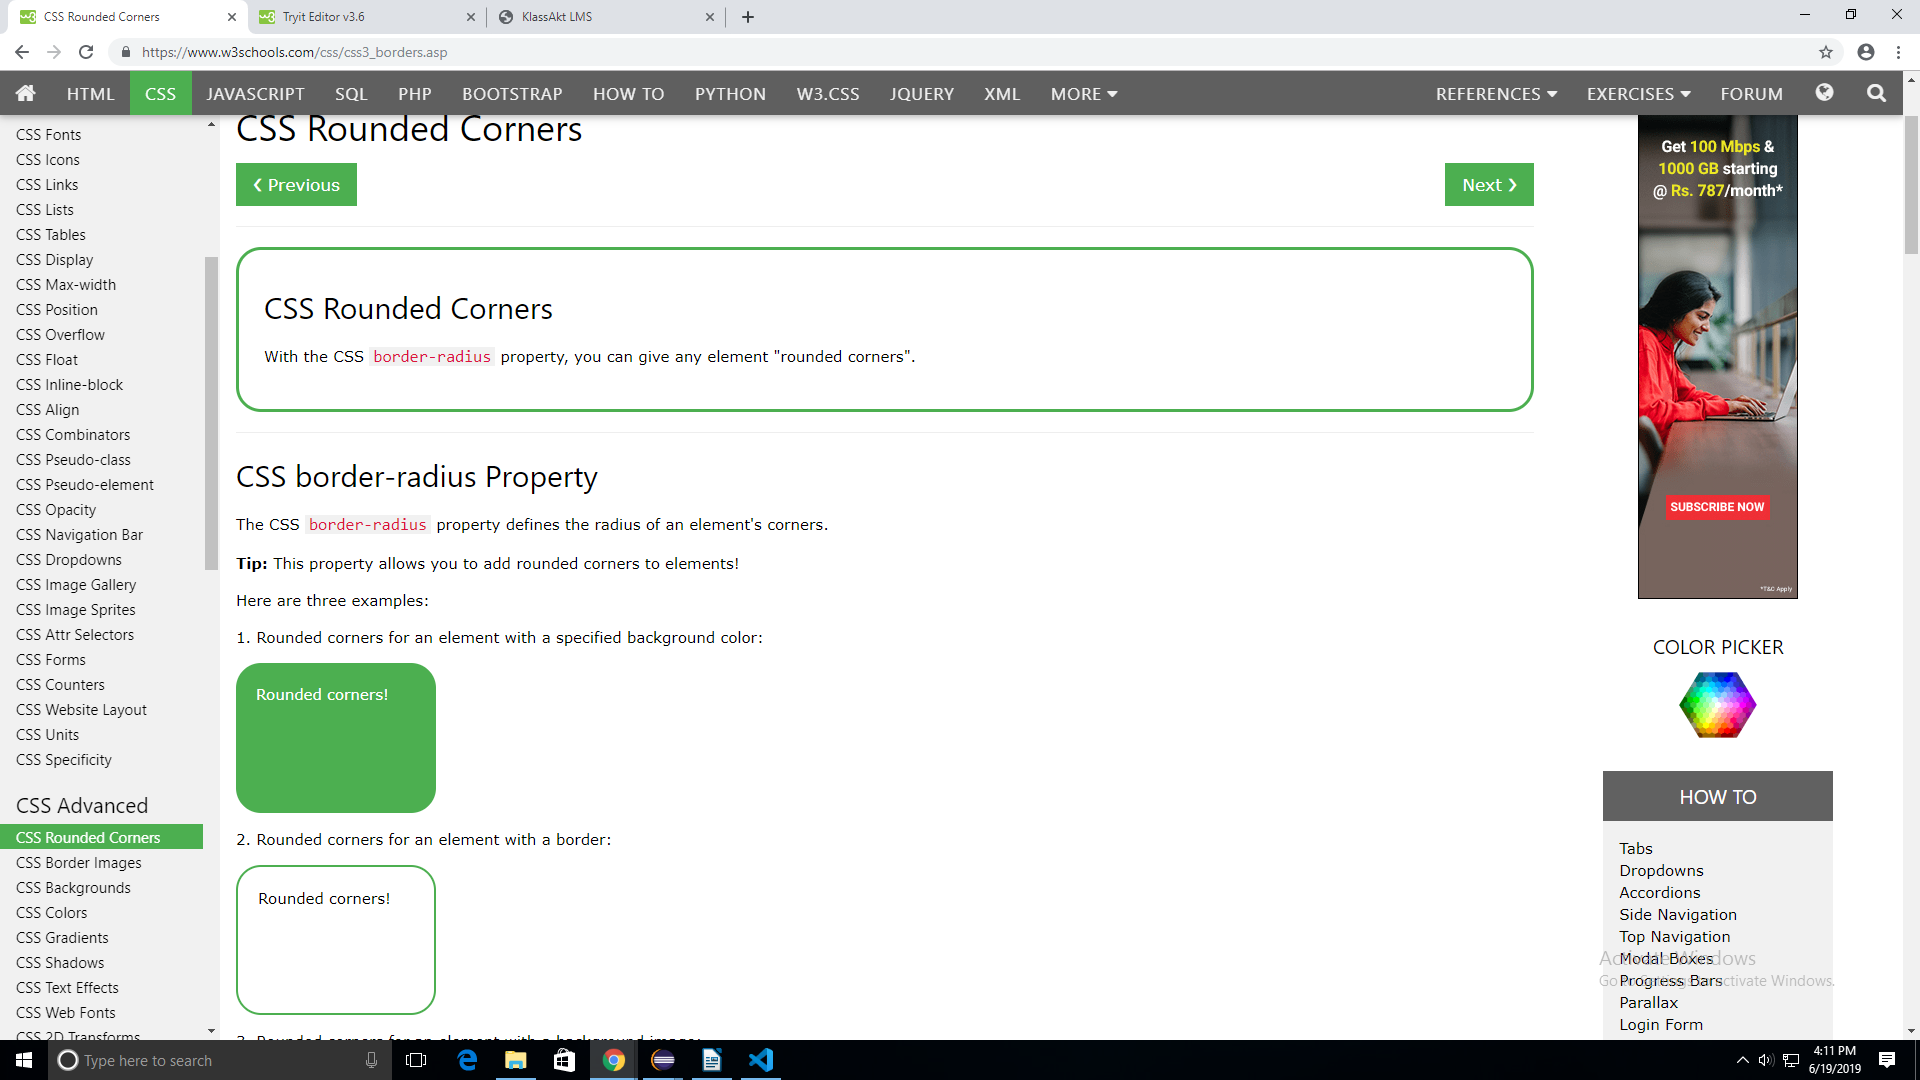 CSS Rounded Corners
Tryit Editor v3.6
KlassAkt LMS
https://www.w3schools.com/css/css3_borders.asp
HTML CSS JAVASCRIPT SQL PHP BOOTSTRAP HOW TO PYTHON W3.CSS JQUERY XML MORE REFERENCES EXERCISES FORUM
CSS Fonts
CSS Icons
CSS Links
CSS Lists
CSS Tables
CSS Display
CSS Max-width
CSS Position
CSS Overflow
CSS Float
CSS Inline-block
CSS Align
CSS Combinators
CSS Pseudo-class
CSS Pseudo-element
CSS Opacity
CSS Navigation Bar
CSS Dropdowns
CSS Image Gallery
CSS Image Sprites
CSS Attr Selectors
CSS Forms
CSS Counters
CSS Website Layout
CSS Units
CSS Specificity
CSS Advanced
CSS Rounded Corners
CSS Border Images
CSS Backgrounds
CSS Colors
CSS Gradients
CSS Shadows
CSS Text Effects
CSS Web Fonts
CSS 2D Transforms
CSS Rounded Corners
❮ Previous
Next ❯
CSS Rounded Corners
With the CSS border-radius property, you can give any element "rounded corners".
CSS border-radius Property
The CSS border-radius property defines the radius of an element's corners.
Tip: This property allows you to add rounded corners to elements!
Here are three examples:
1. Rounded corners for an element with a specified background color:
Rounded corners!
2. Rounded corners for an element with a border:
Rounded corners!
3. Rounded corners for an element with a background image:
Get 100 Mbps &
1000 GB starting
@ Rs. 787/month*
SUBSCRIBE NOW
*T&C Apply
COLOR PICKER
HOW TO
Tabs
Dropdowns
Accordions
Side Navigation
Top Navigation
Modal Boxes
Progress Bars
Parallax
Login Form
Activate Windows
Go to Settings to activate Windows.
Type here to search
4:11 PM
6/19/2019